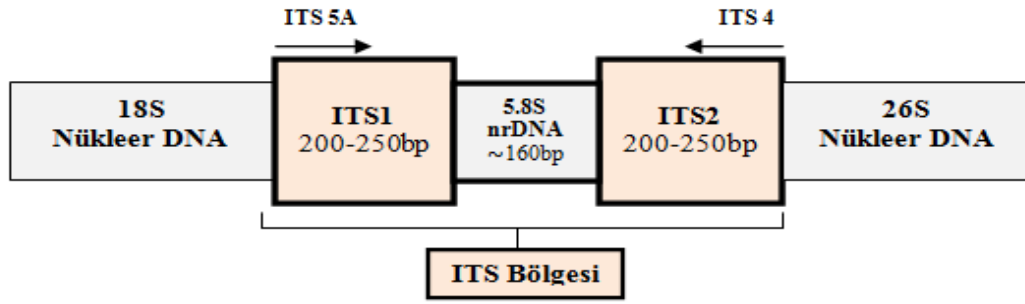 ITS 5A
ITS 4
18S
Nükleer DNA
ITS1
200-250bp
5.8S
nrDNA
~160bp
ITS2
200-250bp
26S
Nükleer DNA
ITS Bölgesi